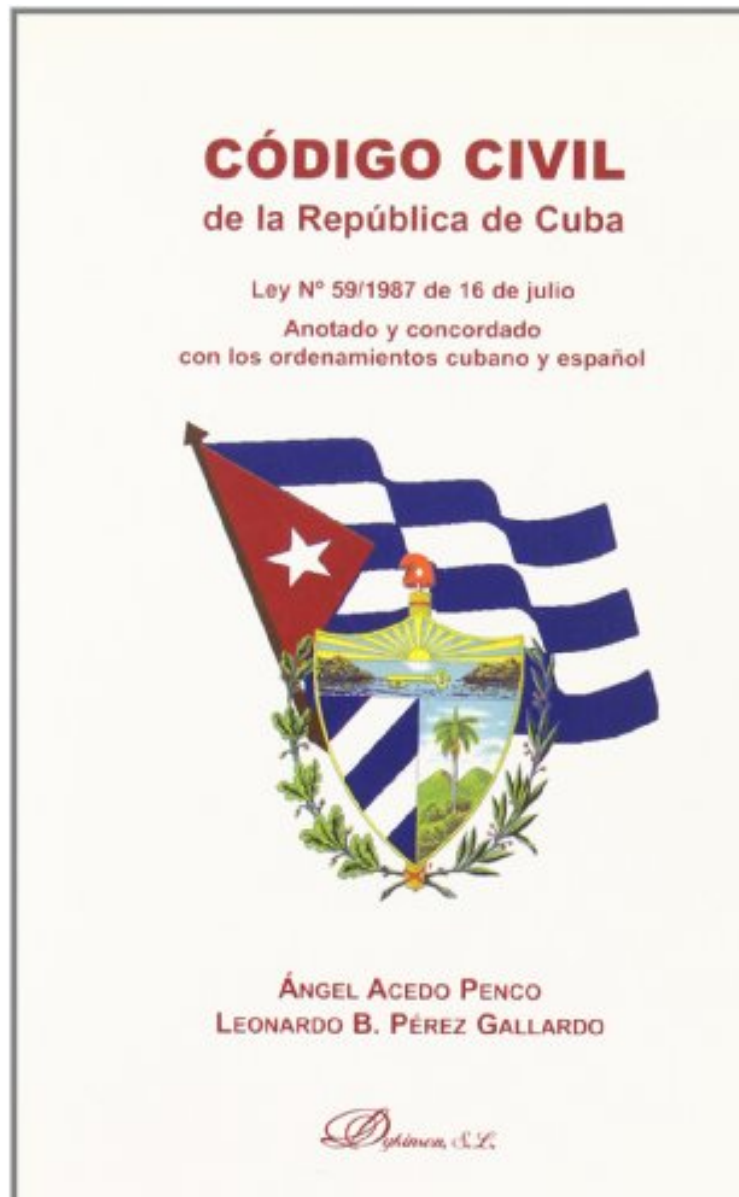 CÓDIGO CIVIL
de la República de Cuba
Ley Nº 59/1987 de 16 de julio
Anotado y concordado
con los ordenamientos cubano y español
ÁNGEL ACEDO PENCO
LEONARDO B. PÉREZ GALLARDO
Dykinson, S.L.